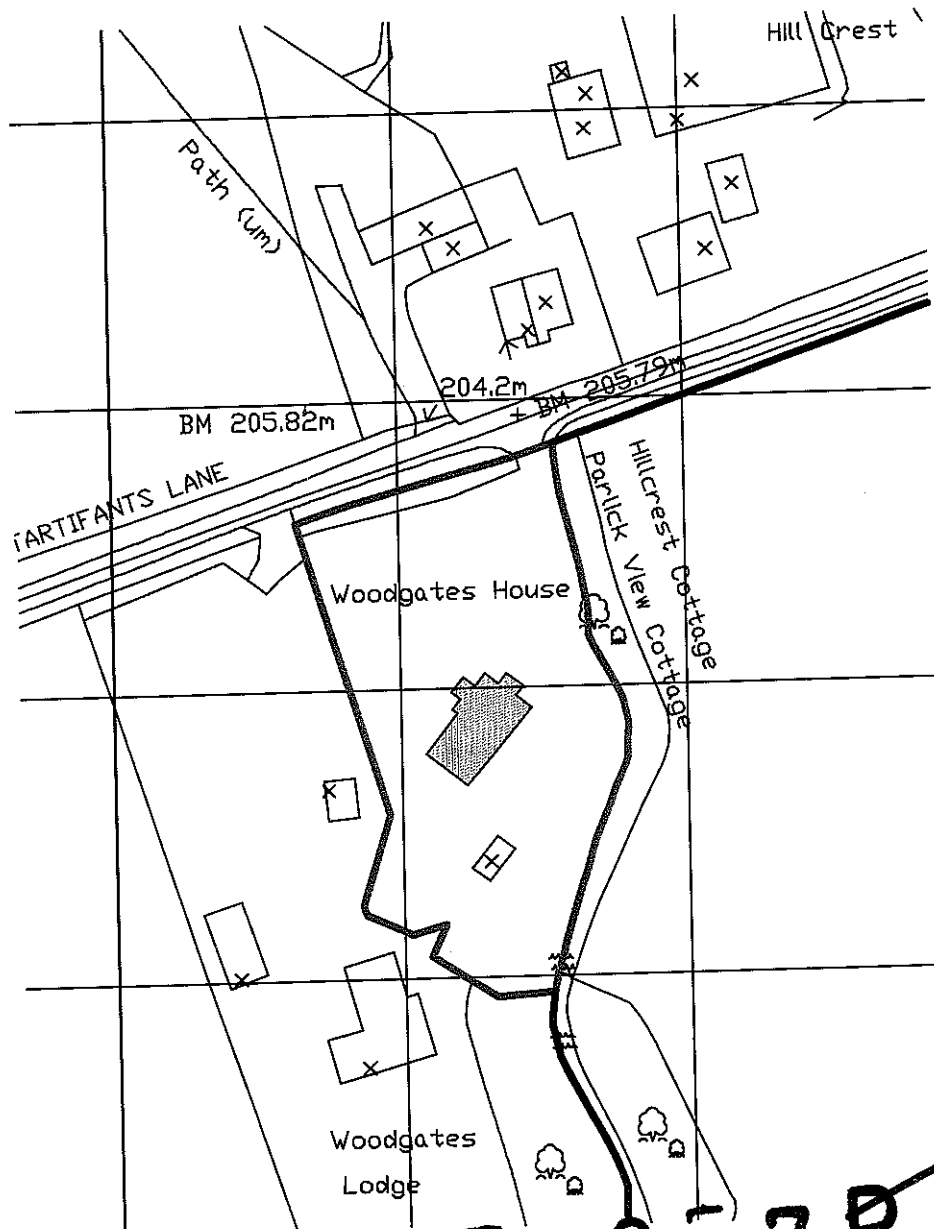 Hill Crest
Path (um)
204.2m
+ BM 205.79m
BM 205.82m
TARTIFANTS LANE
Hillcrest Cottage
Parlick View Cottage
Woodgates House
Woodgates
Lodge